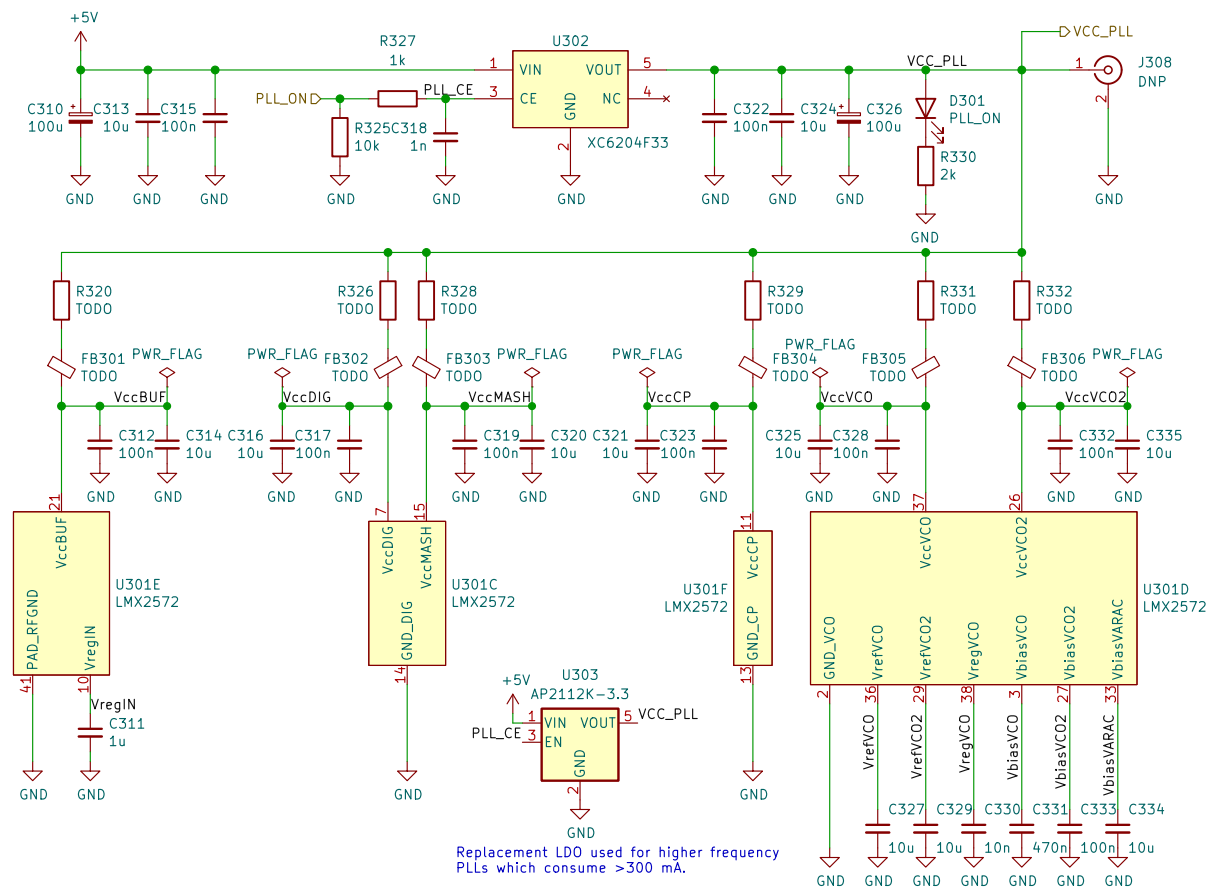 +5V
VCC_PLL
R327
1k
U302
VCC_PLL
1
J308
DNP
2
1
VIN
VOUT
5
PLL_ON
PLL_CE
3
CE
NC
4
GND
2
XC6204F33
C310
100u
C313
10u
C315
100n
R325
10k
C318
1n
C322
100n
C324
10u
C326
100u
D301
PLL_ON
R330
2k
GND
GND
GND
GND
GND
GND
GND
GND
GND
GND
GND
R320
TODO
R326
TODO
R328
TODO
R329
TODO
R331
TODO
R332
TODO
FB301
TODO
PWR_FLAG
PWR_FLAG
FB302
TODO
FB303
TODO
PWR_FLAG
PWR_FLAG
FB304
TODO
PWR_FLAG
FB305
TODO
FB306
TODO
PWR_FLAG
VccBUF
VccDIG
VccMASH
VccCP
VccVCO
VccVCO2
C312
100n
C314
10u
C316
10u
C317
100n
C319
100n
C320
10u
C321
10u
C323
100n
C325
10u
C328
100n
C332
100n
C335
10u
GND
GND
GND
GND
GND
GND
GND
GND
GND
GND
GND
GND
21
VccBUF
PAD_RFGND
VregIN
41
10
U301E
LMX2572
VregIN
C311
1u
GND
GND
7
15
VccDIG
VccMASH
GND_DIG
14
U301C
LMX2572
GND
11
VccCP
GND_CP
13
U301F
LMX2572
GND
37
26
VccVCO
VccVCO2
GND_VCO
VrefVCO
VrefVCO2
VregVCO
VbiasVCO
VbiasVCO2
VbiasVARAC
U301D
LMX2572
2
36
29
38
3
27
33
VrefVCO
VrefVCO2
VregVCO
VbiasVCO
VbiasVCO2
VbiasVARAC
C327
10u
C329
10u
C330
10n
C331
470n
C333
100n
C334
10u
GND
GND
GND
GND
GND
GND
GND
+5V
U303
AP2112K-3.3
1
VIN
VOUT
5
VCC_PLL
PLL_CE
3
EN
GND
2
GND
Replacement LDO used for higher frequency
PLLs which consume >300 mA.